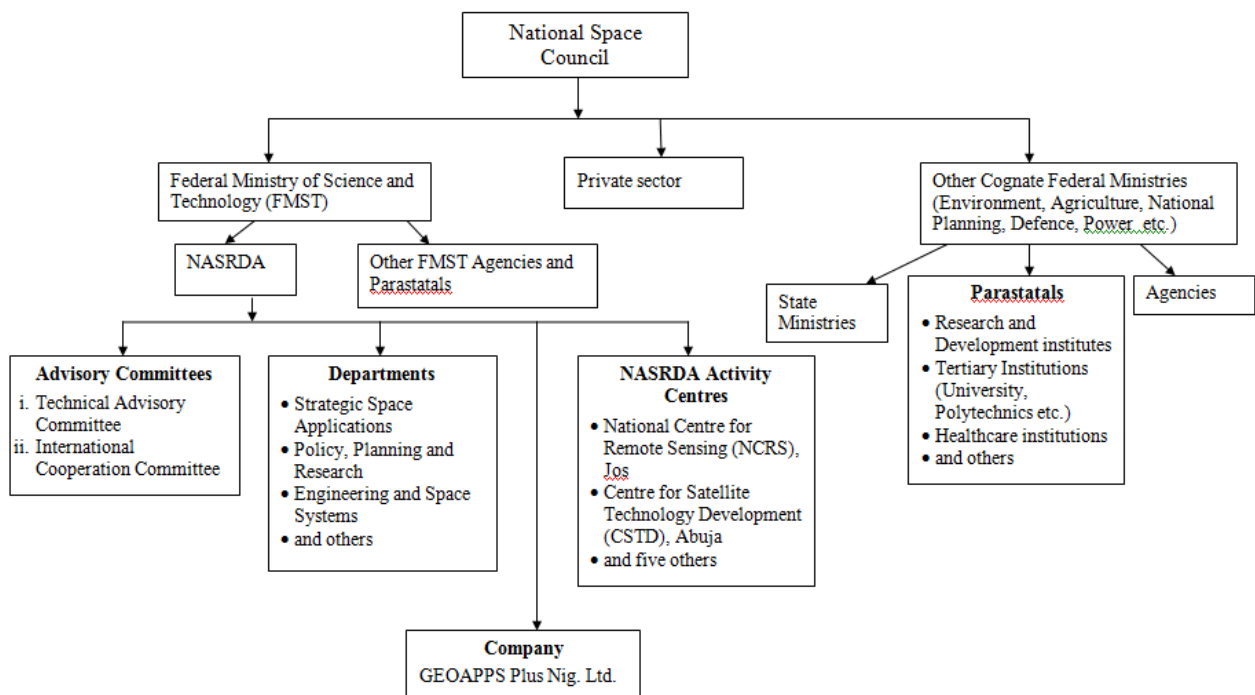 National Space
Council
Federal Ministry of Science and
Technology (FMST)
Private sector
Other Cognate Federal Ministries
(Environment, Agriculture, National
Planning, Defence, Power etc.)
NASRDA
Other FMST Agencies and
Parastatals
State
Ministries
Parastatals
• Research and
Development institutes
• Tertiary Institutions
(University,
Polytechnics etc.)
• Healthcare institutions
• and others
Agencies
Advisory Committees
i. Technical Advisory
Committee
ii. International
Cooperation Committee
Departments
• Strategic Space
Applications
• Policy, Planning and
Research
• Engineering and Space
Systems
• and others
NASRDA Activity
Centres
• National Centre for
Remote Sensing (NCRS),
Jos
• Centre for Satellite
Technology Development
(CSTD), Abuja
• and five others
Company
GEOAPPS Plus Nig. Ltd.